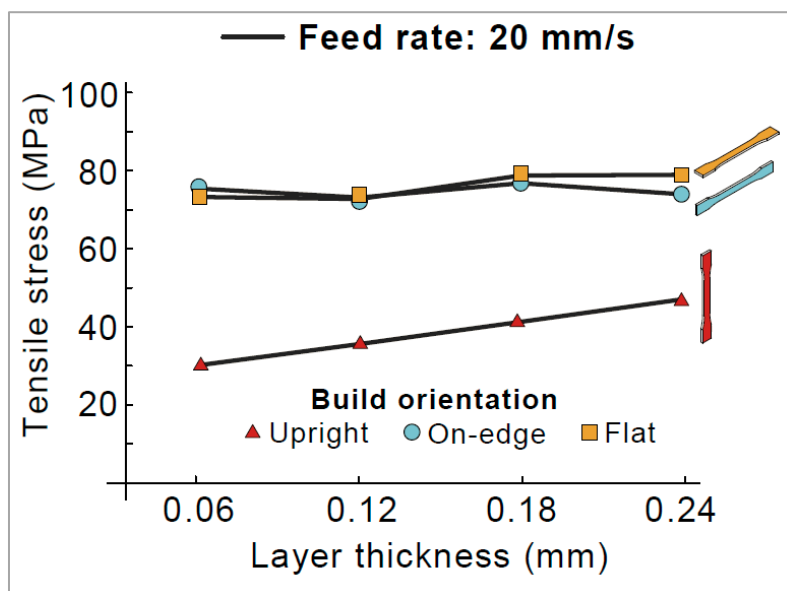 Feed rate: 20 mm/s
Tensile stress (MPa)
100
80
60
40
20
Build orientation
Upright On-edge Flat
0.06 0.12 0.18 0.24
Layer thickness (mm)